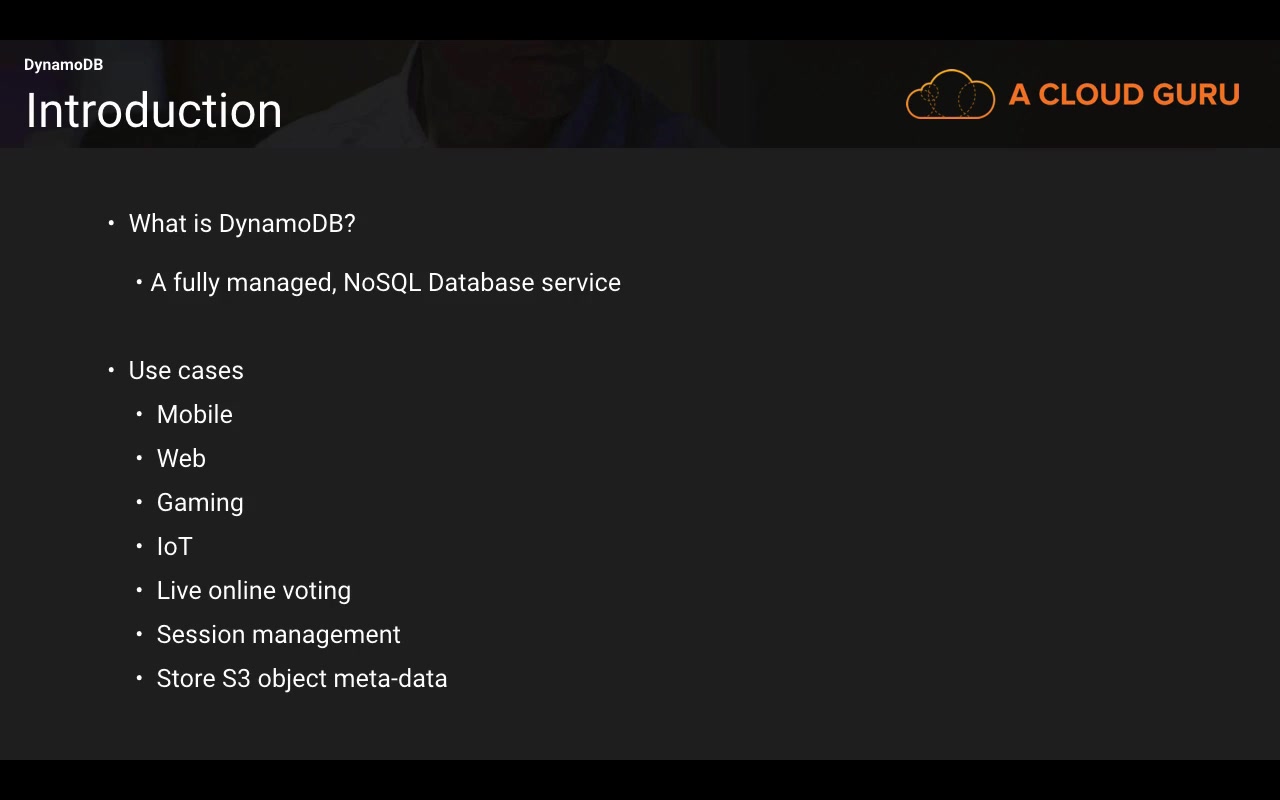 DynamoDB
Introduction
A CLOUD GURU
• What is DynamoDB?
• A fully managed, NoSQL Database service
• Use cases
• Mobile
• Web
• Gaming
• IoT
• Live online voting
• Session management
• Store S3 object meta-data